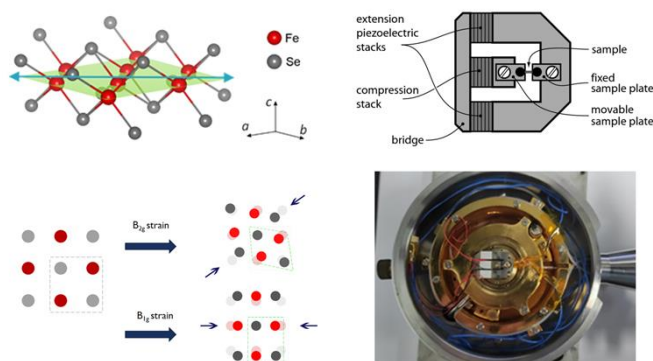 Fe
Se
c
a
b
extension
piezoelectric
stacks
compression
stack
bridge
sample
fixed
sample plate
movable
sample plate
B2g strain
B1g strain